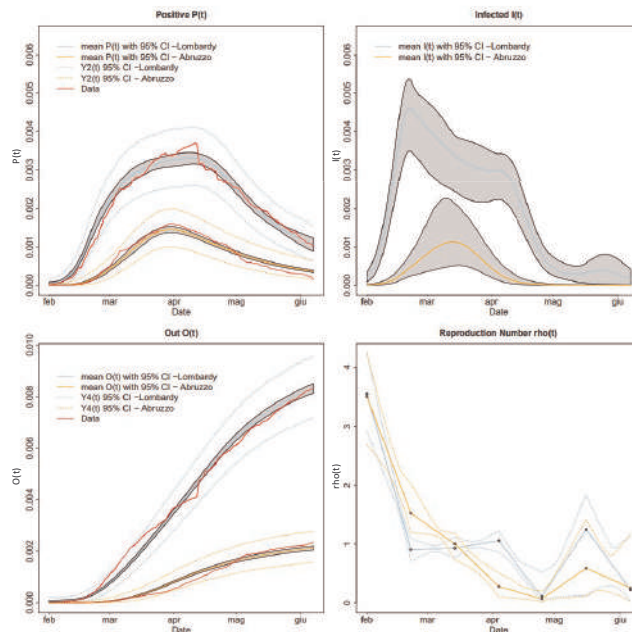 Positive P(t)
mean P(t) with 95% CI −Lombardy
mean P(t) with 95% CI − Abruzzo
Y2(t) 95% CI −Lombardy
Y2(t) 95% CI − Abruzzo
Data
P(t)
0.000 0.001 0.002 0.003 0.004 0.005 0.006
feb mar apr mag giu
Date
Infected I(t)
mean I(t) with 95% CI −Lombardy
mean I(t) with 95% CI − Abruzzo
I(t)
0.000 0.001 0.002 0.003 0.004 0.005 0.006
feb mar apr mag giu
Date
Out O(t)
mean O(t) with 95% CI −Lombardy
mean O(t) with 95% CI − Abruzzo
Y4(t) 95% CI −Lombardy
Y4(t) 95% CI − Abruzzo
Data
O(t)
0.000 0.002 0.004 0.006 0.008 0.010
feb mar apr mag giu
Date
Reproduction Number rho(t)
rho(t)
0 1 2 3 4
feb mar apr mag giu
Date